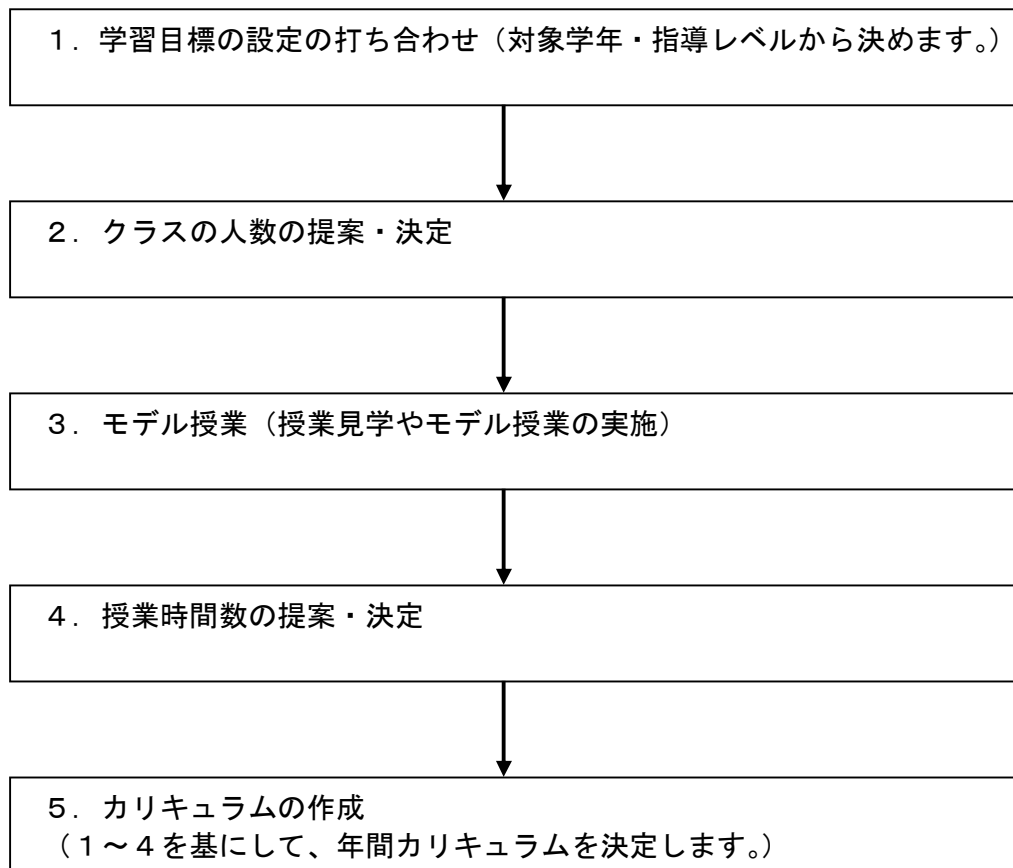 １．学習目標の設定の打ち合わせ（対象学年・指導レベルから決めます。）
２．クラスの人数の提案・決定
３．モデル授業（授業見学やモデル授業の実施）
４．授業時間数の提案・決定
５．カリキュラムの作成
（１～４を基にして、年間カリキュラムを決定します。）